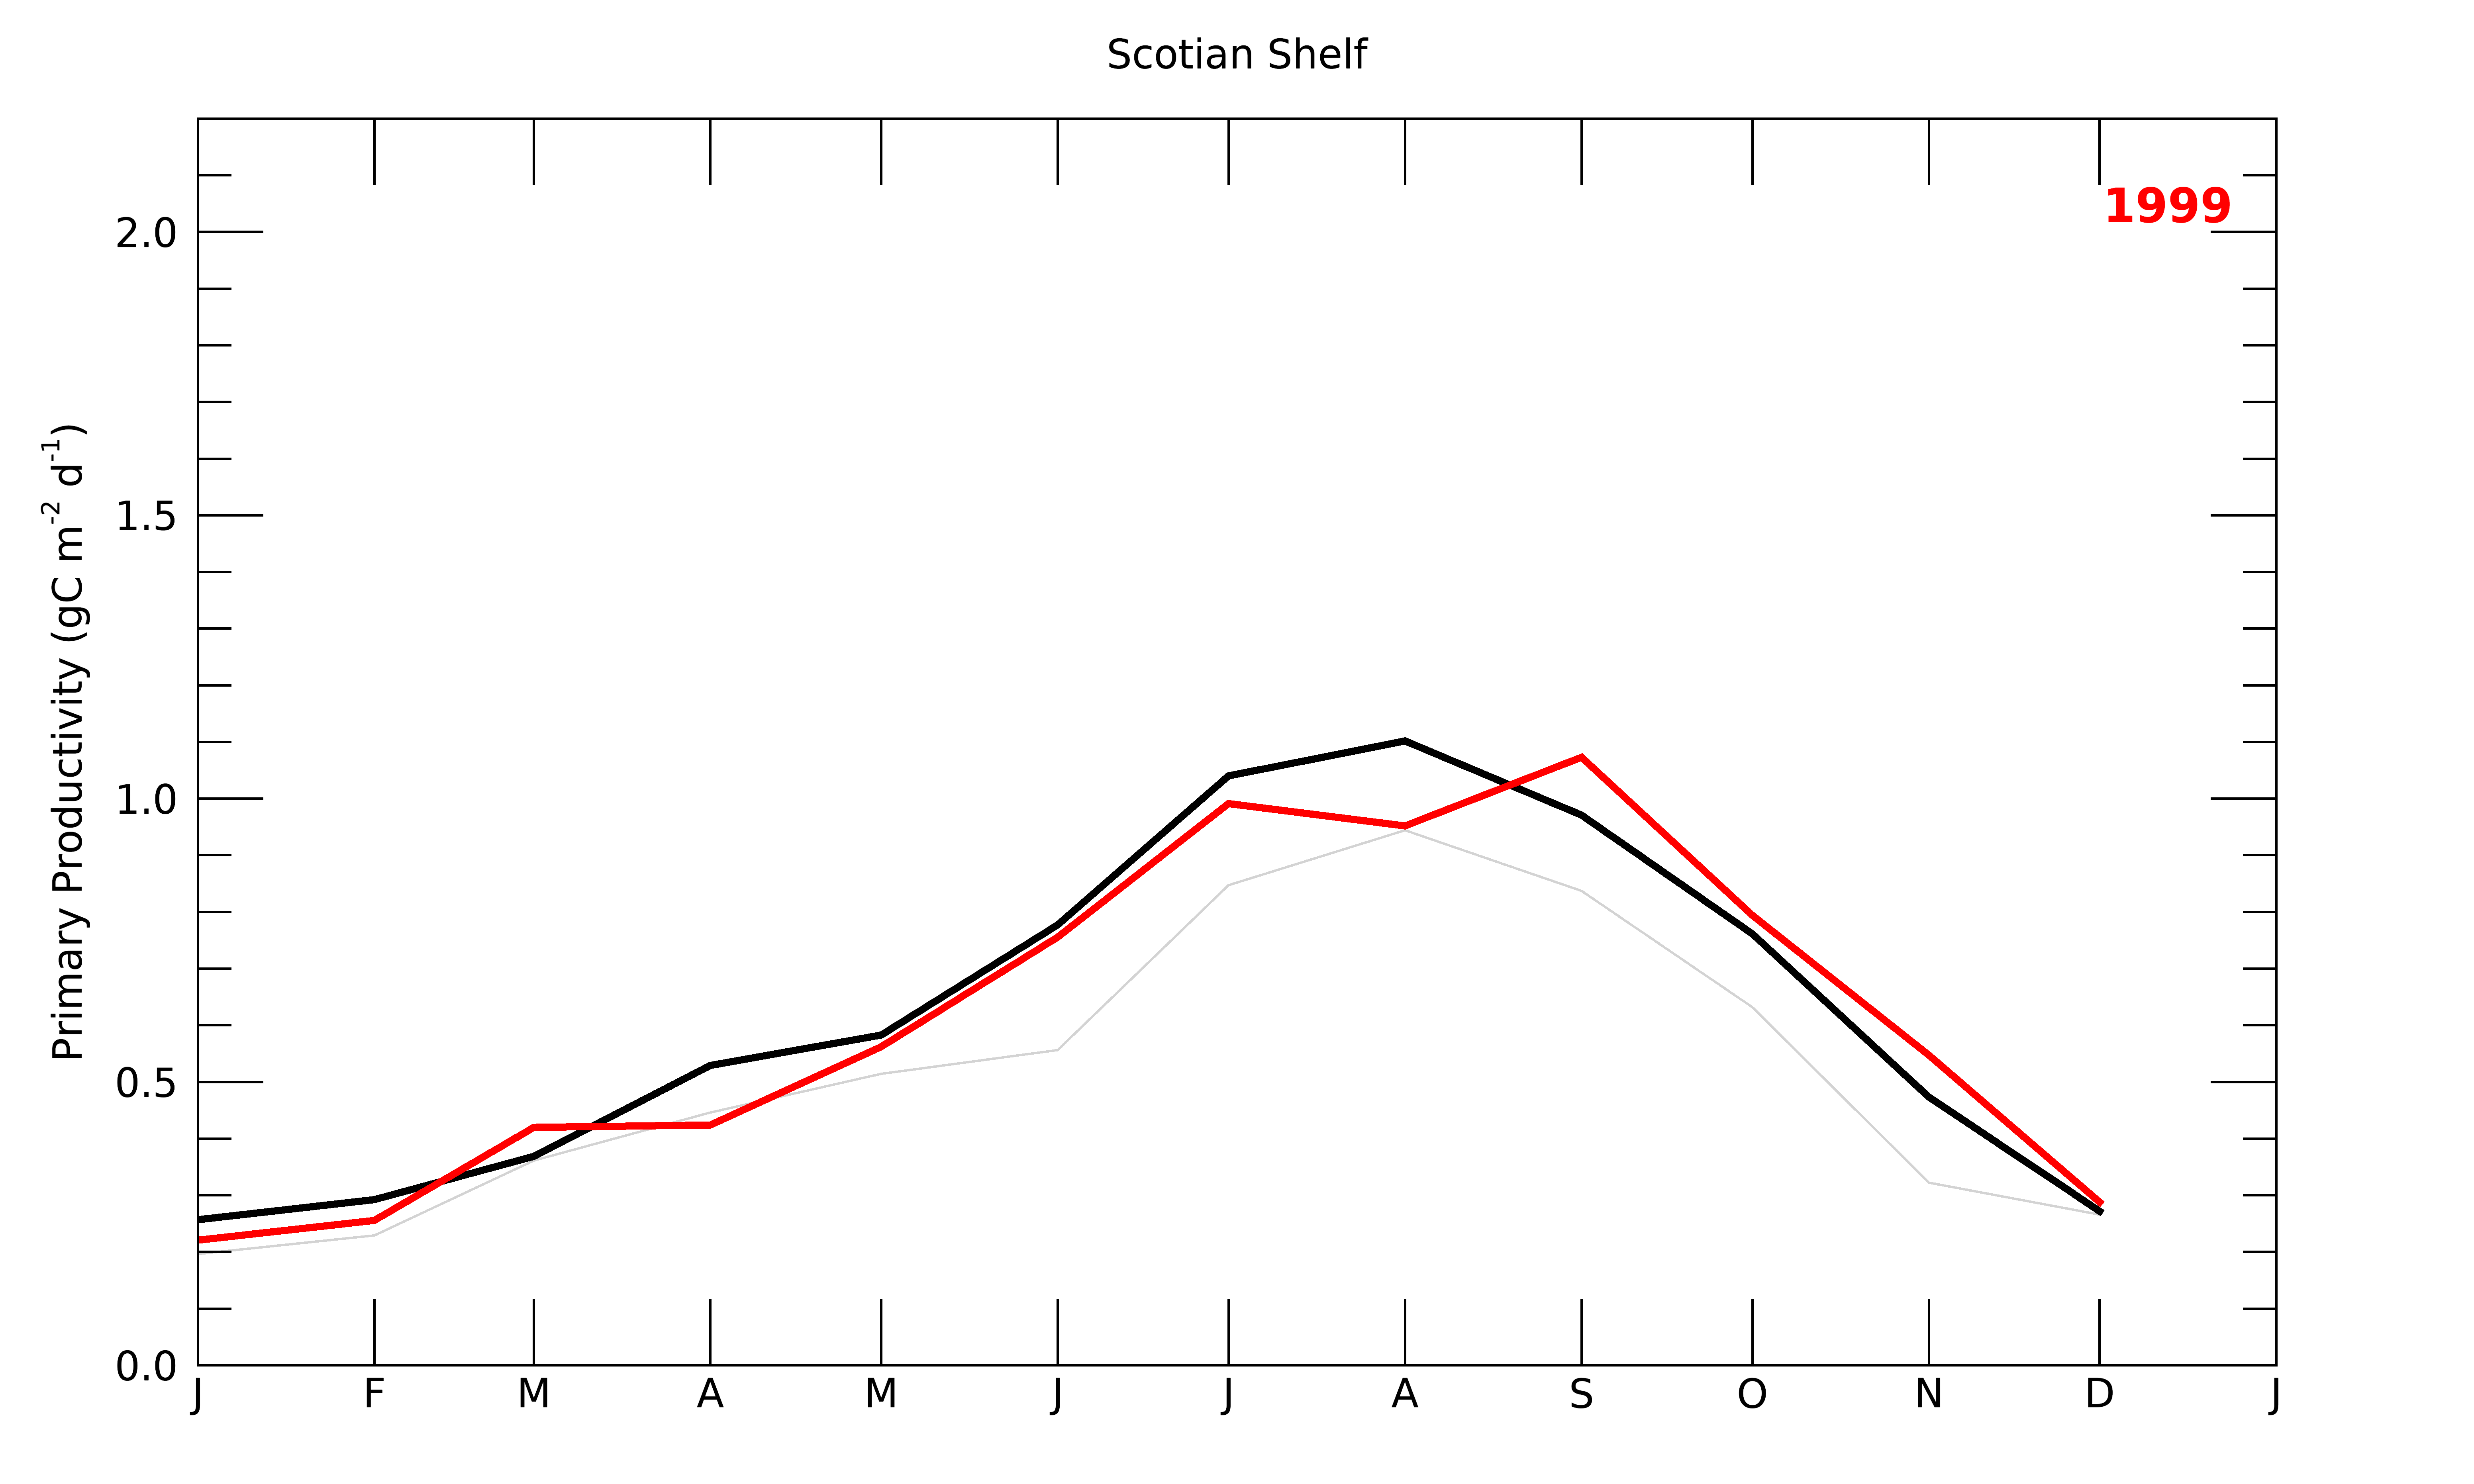 Scotian Shelf
1999
Primary Productivity (gC m⁻² d⁻¹)
2.0
1.5
1.0
0.5
0.0
J F M A M J J A S O N D J